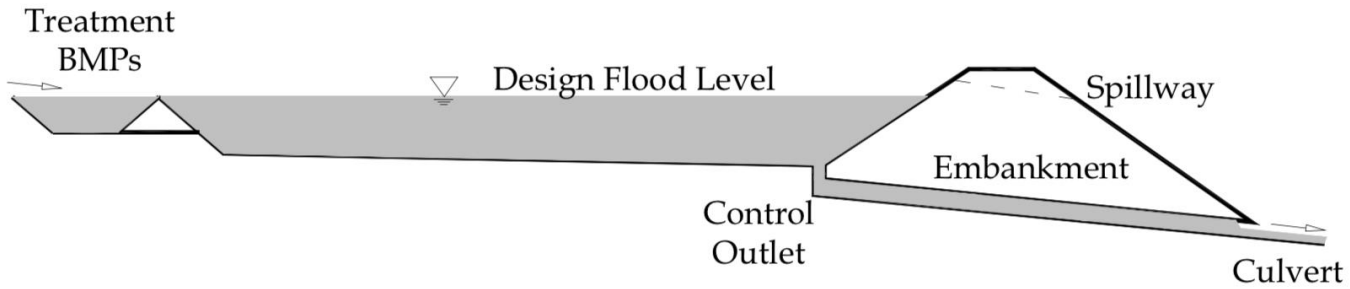 Treatment
BMPs
Design Flood Level
Spillway
Embankment
Control
Outlet
Culvert